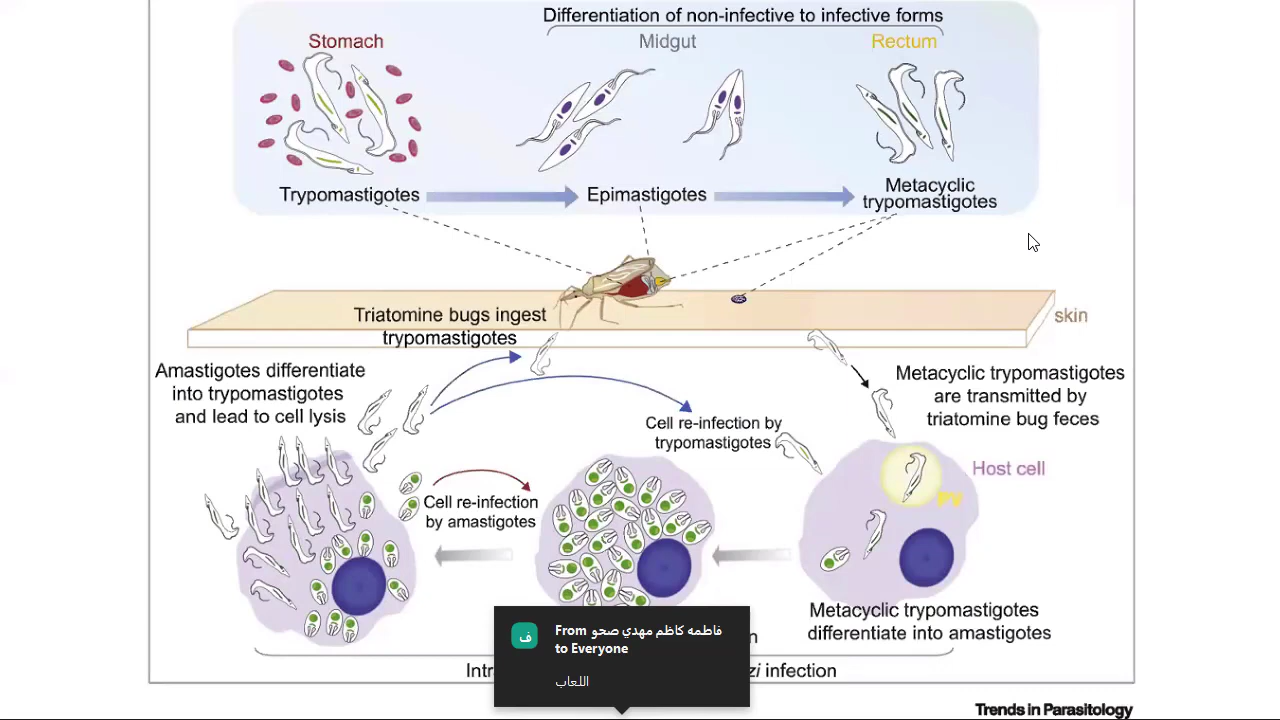 Differentiation of non-infective to infective forms
Stomach
Midgut
Rectum
Trypomastigotes
Epimastigotes
Metacyclic
trypomastigotes
Triatomine bugs ingest
trypomastigotes
skin
Amastigotes differentiate
into trypomastigotes
and lead to cell lysis
Metacyclic trypomastigotes
are transmitted by
triatomine bug feces
Cell re-infection by
trypomastigotes
Host cell
PV
Cell re-infection
by amastigotes
Metacyclic trypomastigotes
differentiate into amastigotes
infection
ف
From فاطمه كاظم مهدي صحو
to Everyone
اللعاب
Trends in Parasitology